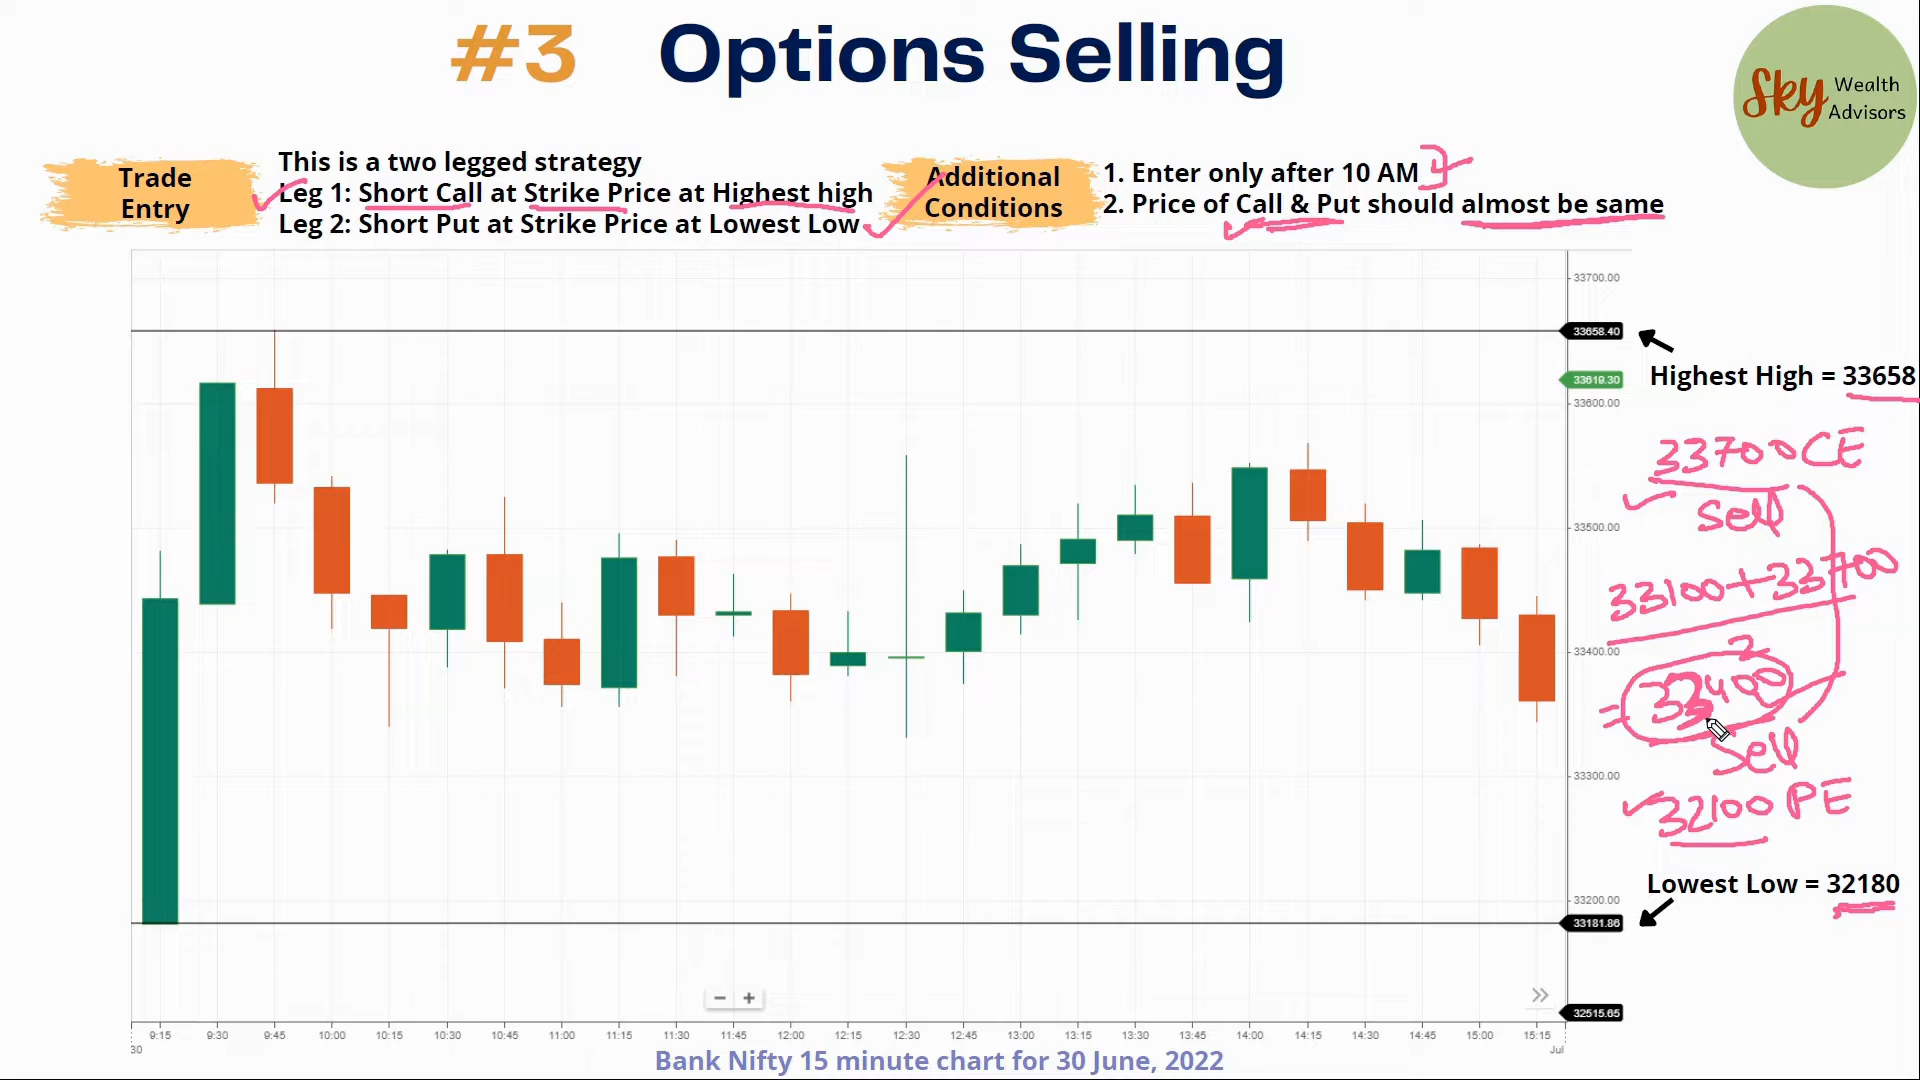 #3 Options Selling
Sky Wealth
Advisors
Trade
Entry
This is a two legged strategy
Leg 1: Short Call at Strike Price at Highest high
Leg 2: Short Put at Strike Price at Lowest Low
Additional
Conditions
1. Enter only after 10 AM
2. Price of Call & Put should almost be same
33700.00
33658.40
33619.30
33600.00
33500.00
33400.00
33300.00
33200.00
33181.86
32515.65
Highest High = 33658
33700 CE
Sell
33100+33700
2
= 33400
Sell
32100 PE
Lowest Low = 32180
− +
»
9:15 9:30 9:45 10:00 10:15 10:30 10:45 11:00 11:15 11:30 11:45 12:00 12:15 12:30 12:45 13:00 13:15 13:30 13:45 14:00 14:15 14:30 14:45 15:00 15:15
30 Jul
Bank Nifty 15 minute chart for 30 June, 2022